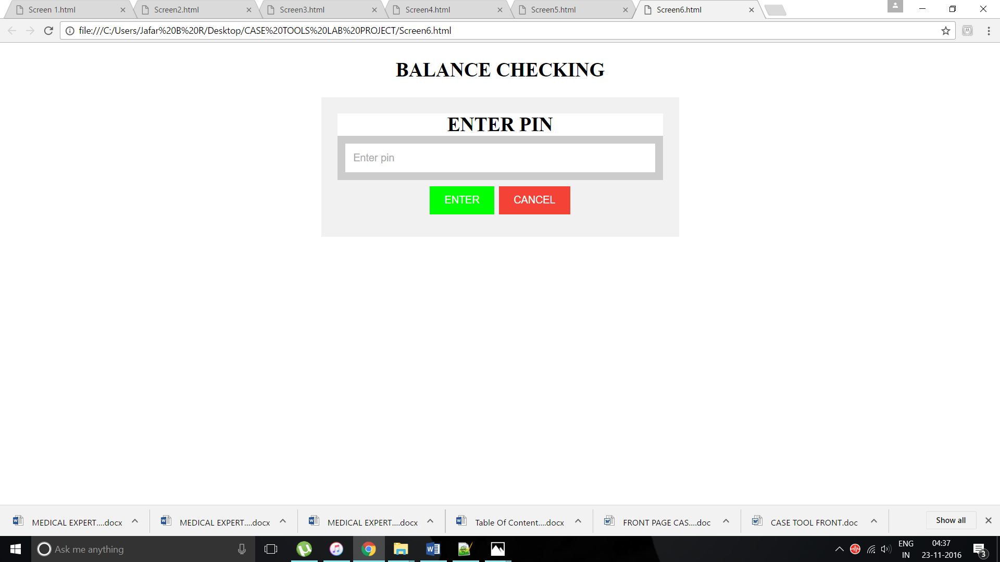 Screen 1.html
Screen2.html
Screen3.html
Screen4.html
Screen5.html
Screen6.html
file:///C:/Users/Jafar%20B%20R/Desktop/CASE%20TOOLS%20LAB%20PROJECT/Screen6.html
BALANCE CHECKING
ENTER PIN
Enter pin
ENTER CANCEL
MEDICAL EXPERT....docx
MEDICAL EXPERT....docx
MEDICAL EXPERT....docx
Table Of Content....docx
FRONT PAGE CAS....doc
CASE TOOL FRONT.doc
Show all
Ask me anything
ENG
IN
04:37
23-11-2016
3